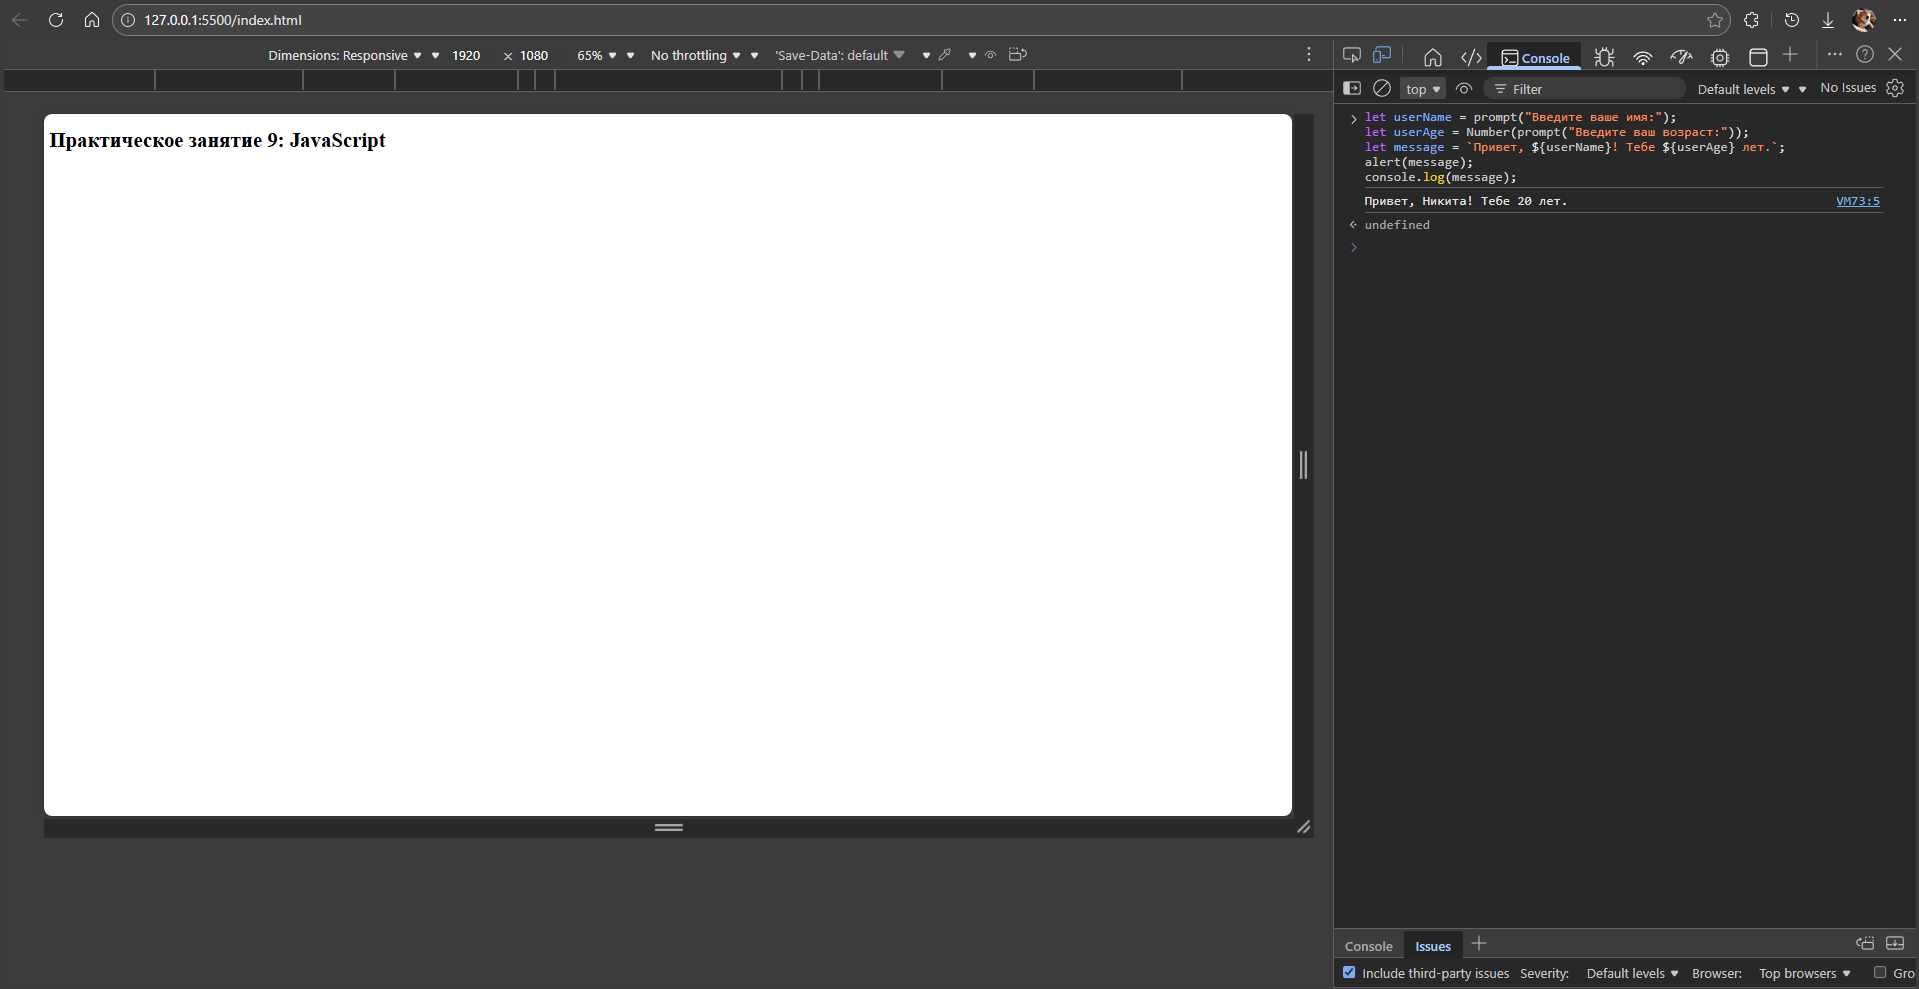 127.0.0.1:5500/index.html
Dimensions: Responsive 1920 × 1080 65% No throttling 'Save-Data': default
Console
top Filter Default levels No Issues
Практическое занятие 9: JavaScript
let userName = prompt("Введите ваше имя:");
let userAge = Number(prompt("Введите ваш возраст:"));
let message = `Привет, ${userName}! Тебе ${userAge} лет.`;
alert(message);
console.log(message);
Привет, Никита! Тебе 20 лет. VM73:5
undefined
Console Issues
Include third-party issues Severity: Default levels Browser: Top browsers Gro